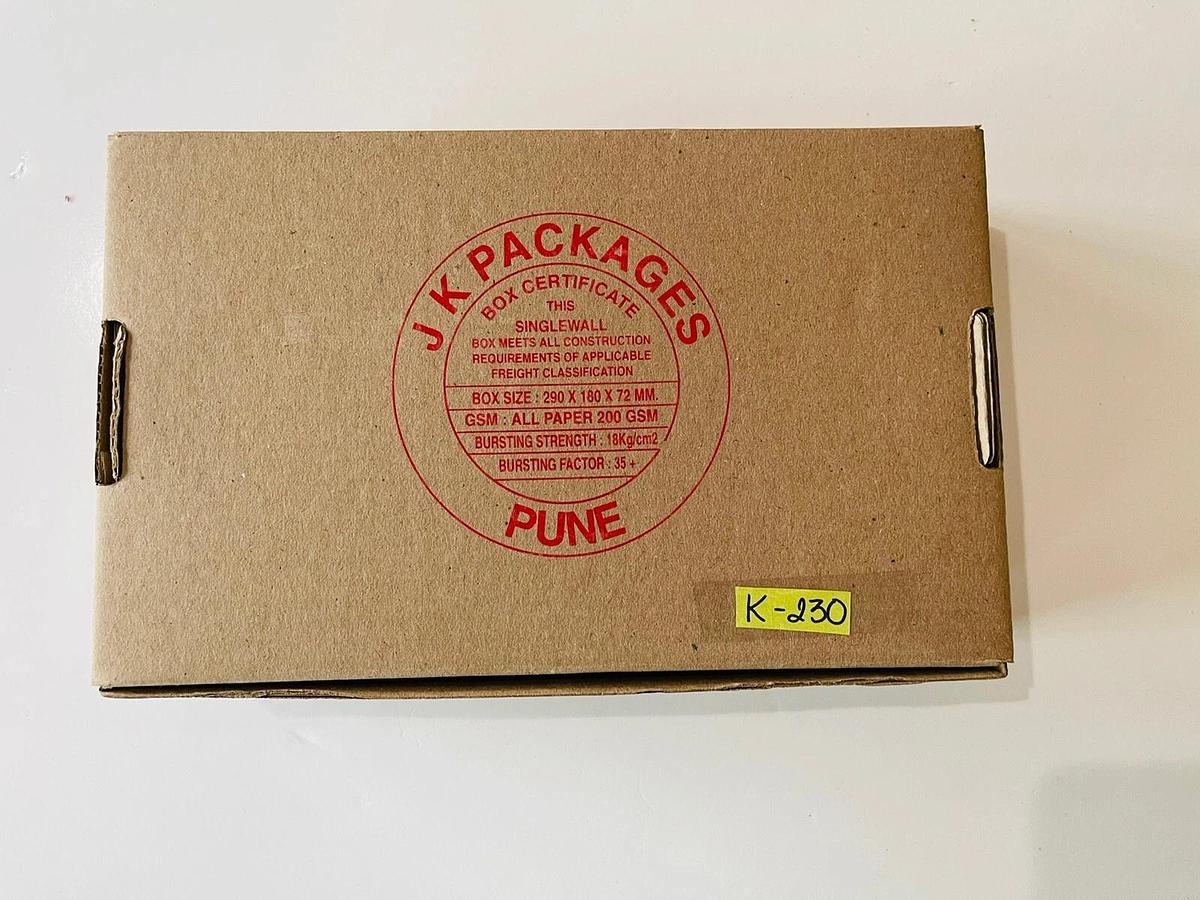 J K PACKAGES
BOX CERTIFICATE
THIS
SINGLEWALL
BOX MEETS ALL CONSTRUCTION
REQUIREMENTS OF APPLICABLE
FREIGHT CLASSIFICATION
BOX SIZE : 290 X 180 X 72 MM.
GSM : ALL PAPER 200 GSM
BURSTING STRENGTH : 18Kg/cm2
BURSTING FACTOR : 35 +
PUNE
K-230